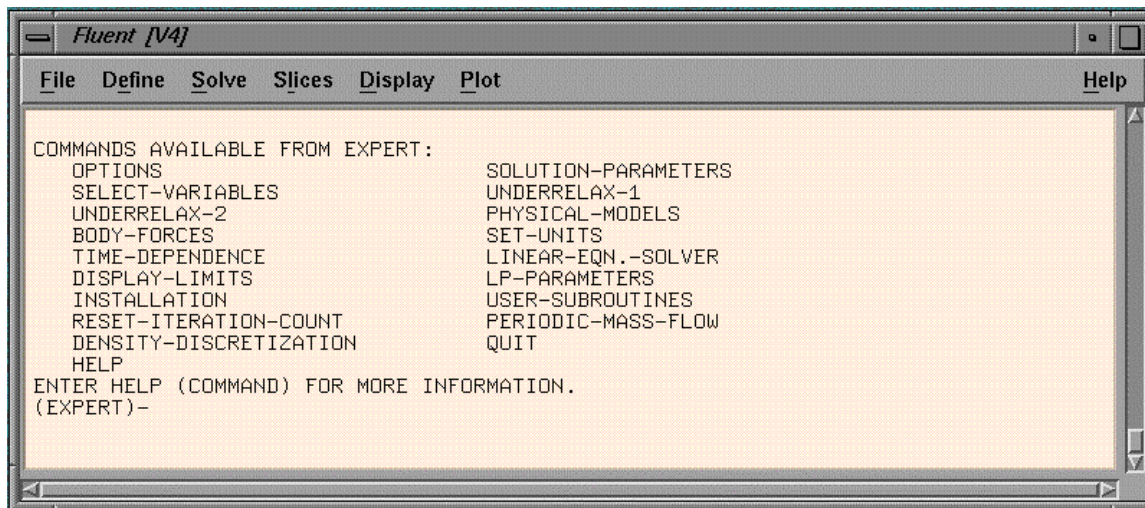 Fluent [V4]
File Define Solve Slices Display Plot Help
COMMANDS AVAILABLE FROM EXPERT:
OPTIONS SOLUTION-PARAMETERS
SELECT-VARIABLES UNDERRELAX-1
UNDERRELAX-2 PHYSICAL-MODELS
BODY-FORCES SET-UNITS
TIME-DEPENDENCE LINEAR-EQN.-SOLVER
DISPLAY-LIMITS LP-PARAMETERS
INSTALLATION USER-SUBROUTINES
RESET-ITERATION-COUNT PERIODIC-MASS-FLOW
DENSITY-DISCRETIZATION QUIT
HELP
ENTER HELP (COMMAND) FOR MORE INFORMATION.
(EXPERT)-